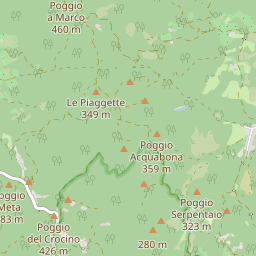 Poggio
a Marco
460 m
Le Piaggette
349 m
Poggio
Acquabona
359 m
Poggio
Serpentaio
323 m
oggio
Meta
83 m
Poggio
del Crocino
426 m
280 m